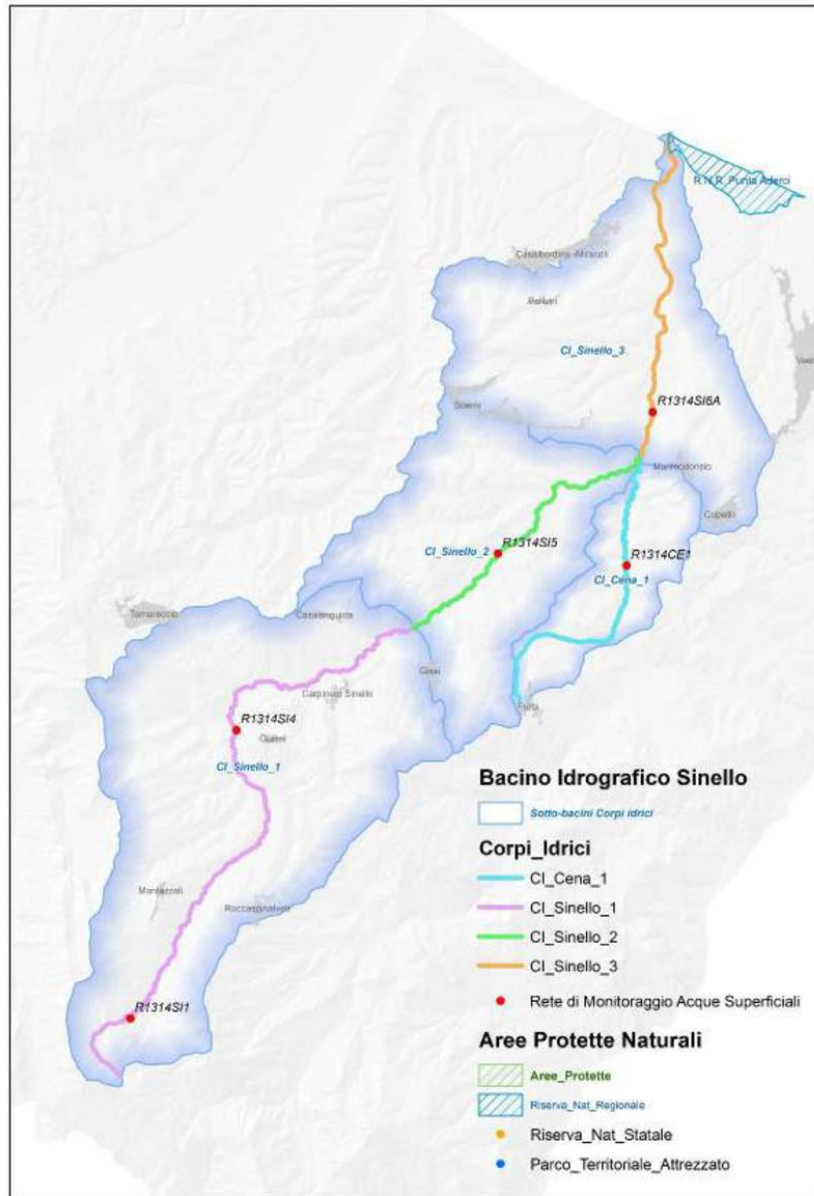 R.N.R. Punta Aderci
Casalbordino-Miracoli
Pollutri
CI_Sinello_3
Scerni
R1314SI6A
Monteodorisio
Cupello
R1314SI5
CI_Sinello_2
R1314CE1
CI_Cena_1
Tornareccio
Casalanguida
Gissi
Carpineto Sinello
Furci
R1314SI4
Guilmi
CI_Sinello_1
Montazzoli
Roccaspinalveti
R1314SI1
Bacino Idrografico Sinello
Sotto-bacini Corpi idrici
Corpi_Idrici
CI_Cena_1
CI_Sinello_1
CI_Sinello_2
CI_Sinello_3
Rete di Monitoraggio Acque Superficiali
Aree Protette Naturali
Aree_Protette
Riserva_Nat_Regionale
Riserva_Nat_Statale
Parco_Territoriale_Attrezzato